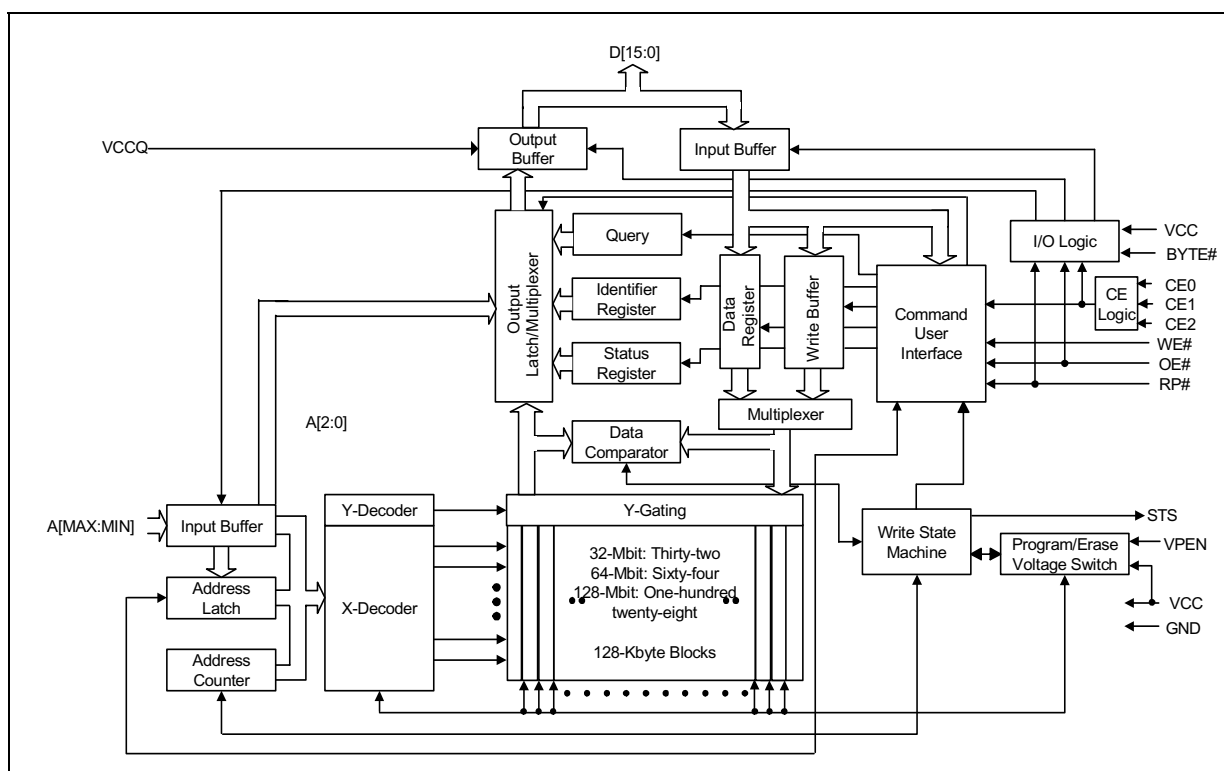 D[15:0]
VCCQ
Output
Buffer
Input Buffer
Output
Latch/Multiplexer
Query
Identifier
Register
Status
Register
Data
Register
Write Buffer
Command
User
Interface
I/O Logic
VCC
BYTE#
CE
Logic
CE0
CE1
CE2
WE#
OE#
RP#
Multiplexer
Data
Comparator
A[2:0]
A[MAX:MIN]
Input Buffer
Address
Latch
Address
Counter
Y-Decoder
X-Decoder
Y-Gating
32-Mbit: Thirty-two
64-Mbit: Sixty-four
128-Mbit: One-hundred
twenty-eight
128-Kbyte Blocks
Write State
Machine
Program/Erase
Voltage Switch
STS
VPEN
VCC
GND